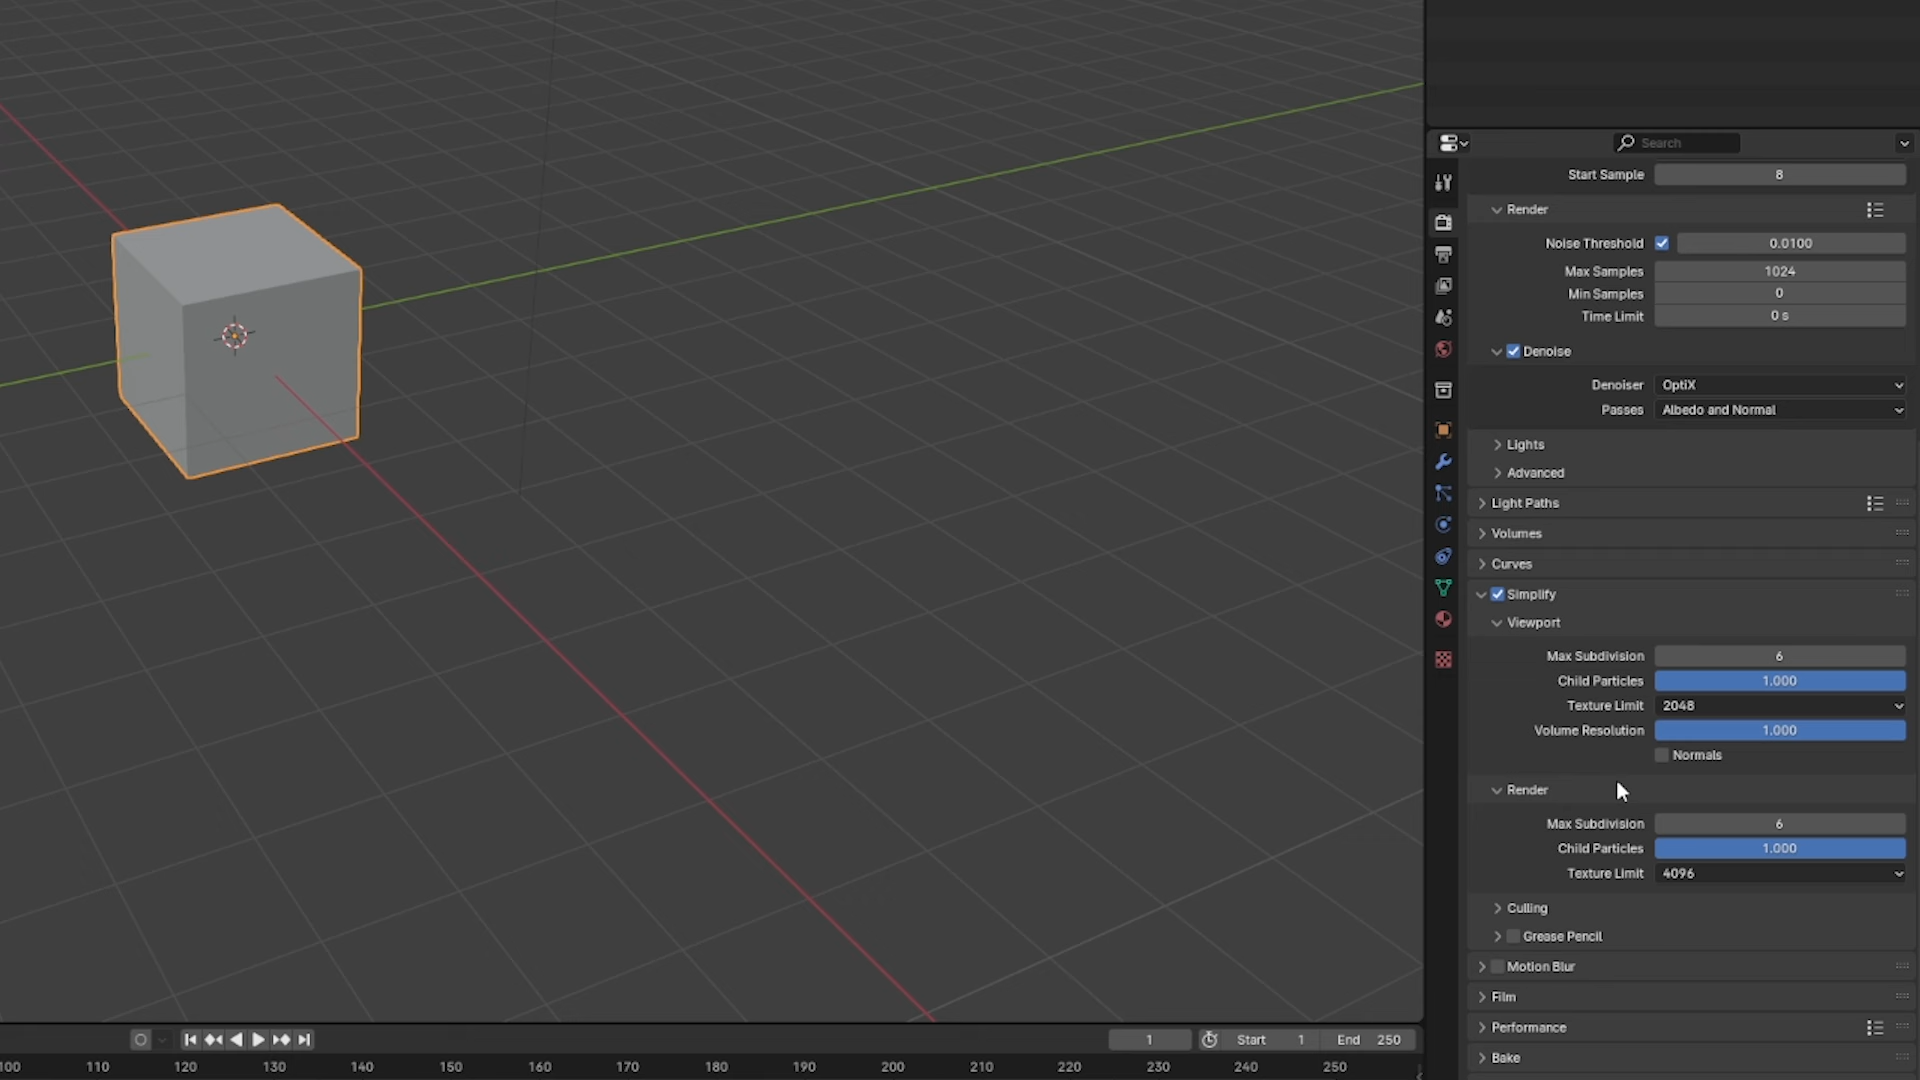 Search
Start Sample 8
Render
Noise Threshold 0.0100
Max Samples 1024
Min Samples 0
Time Limit 0 s
Denoise
Denoiser OptiX
Passes Albedo and Normal
Lights
Advanced
Light Paths
Volumes
Curves
Simplify
Viewport
Max Subdivision 6
Child Particles 1.000
Texture Limit 2048
Volume Resolution 1.000
Normals
Render
Max Subdivision 6
Child Particles 1.000
Texture Limit 4096
Culling
Grease Pencil
Motion Blur
Film
Performance
Bake
1 Start 1 End 250
100 110 120 130 140 150 160 170 180 190 200 210 220 230 240 250